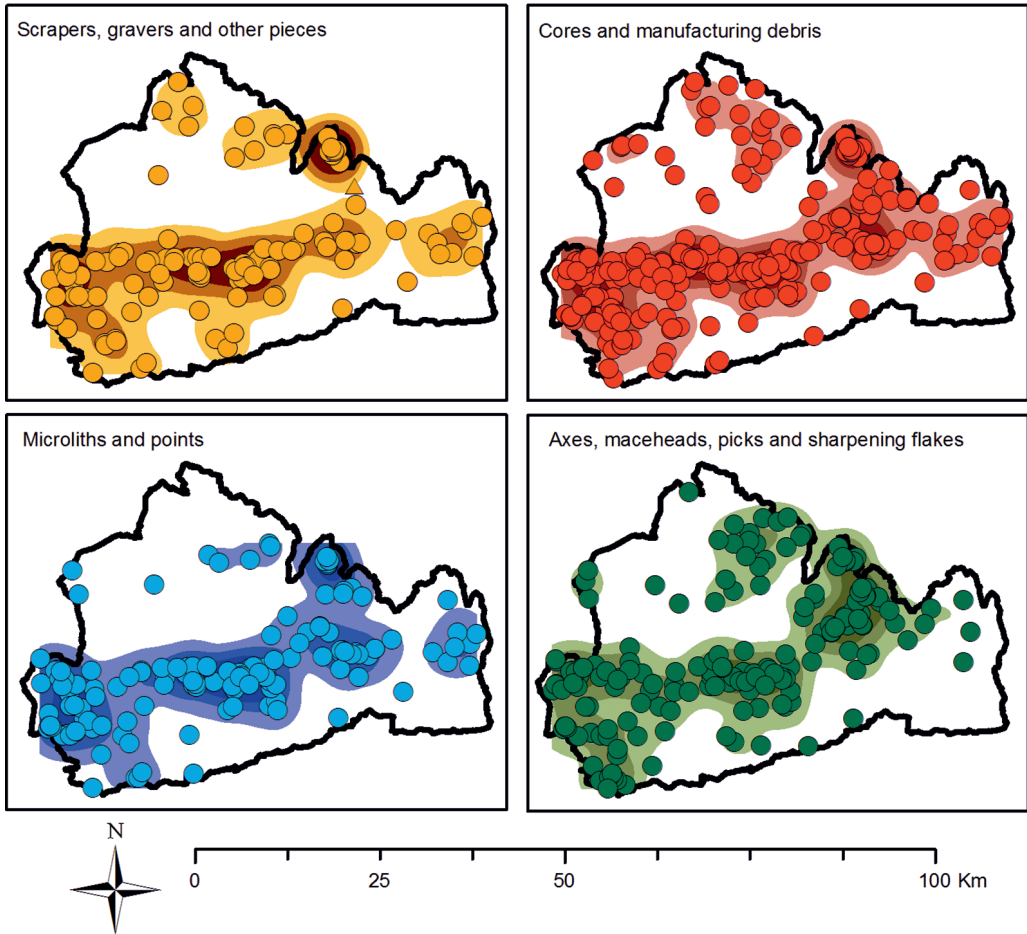 Scrapers, gravers and other pieces
Cores and manufacturing debris
Microliths and points
Axes, maceheads, picks and sharpening flakes
N
0 25 50 100 Km